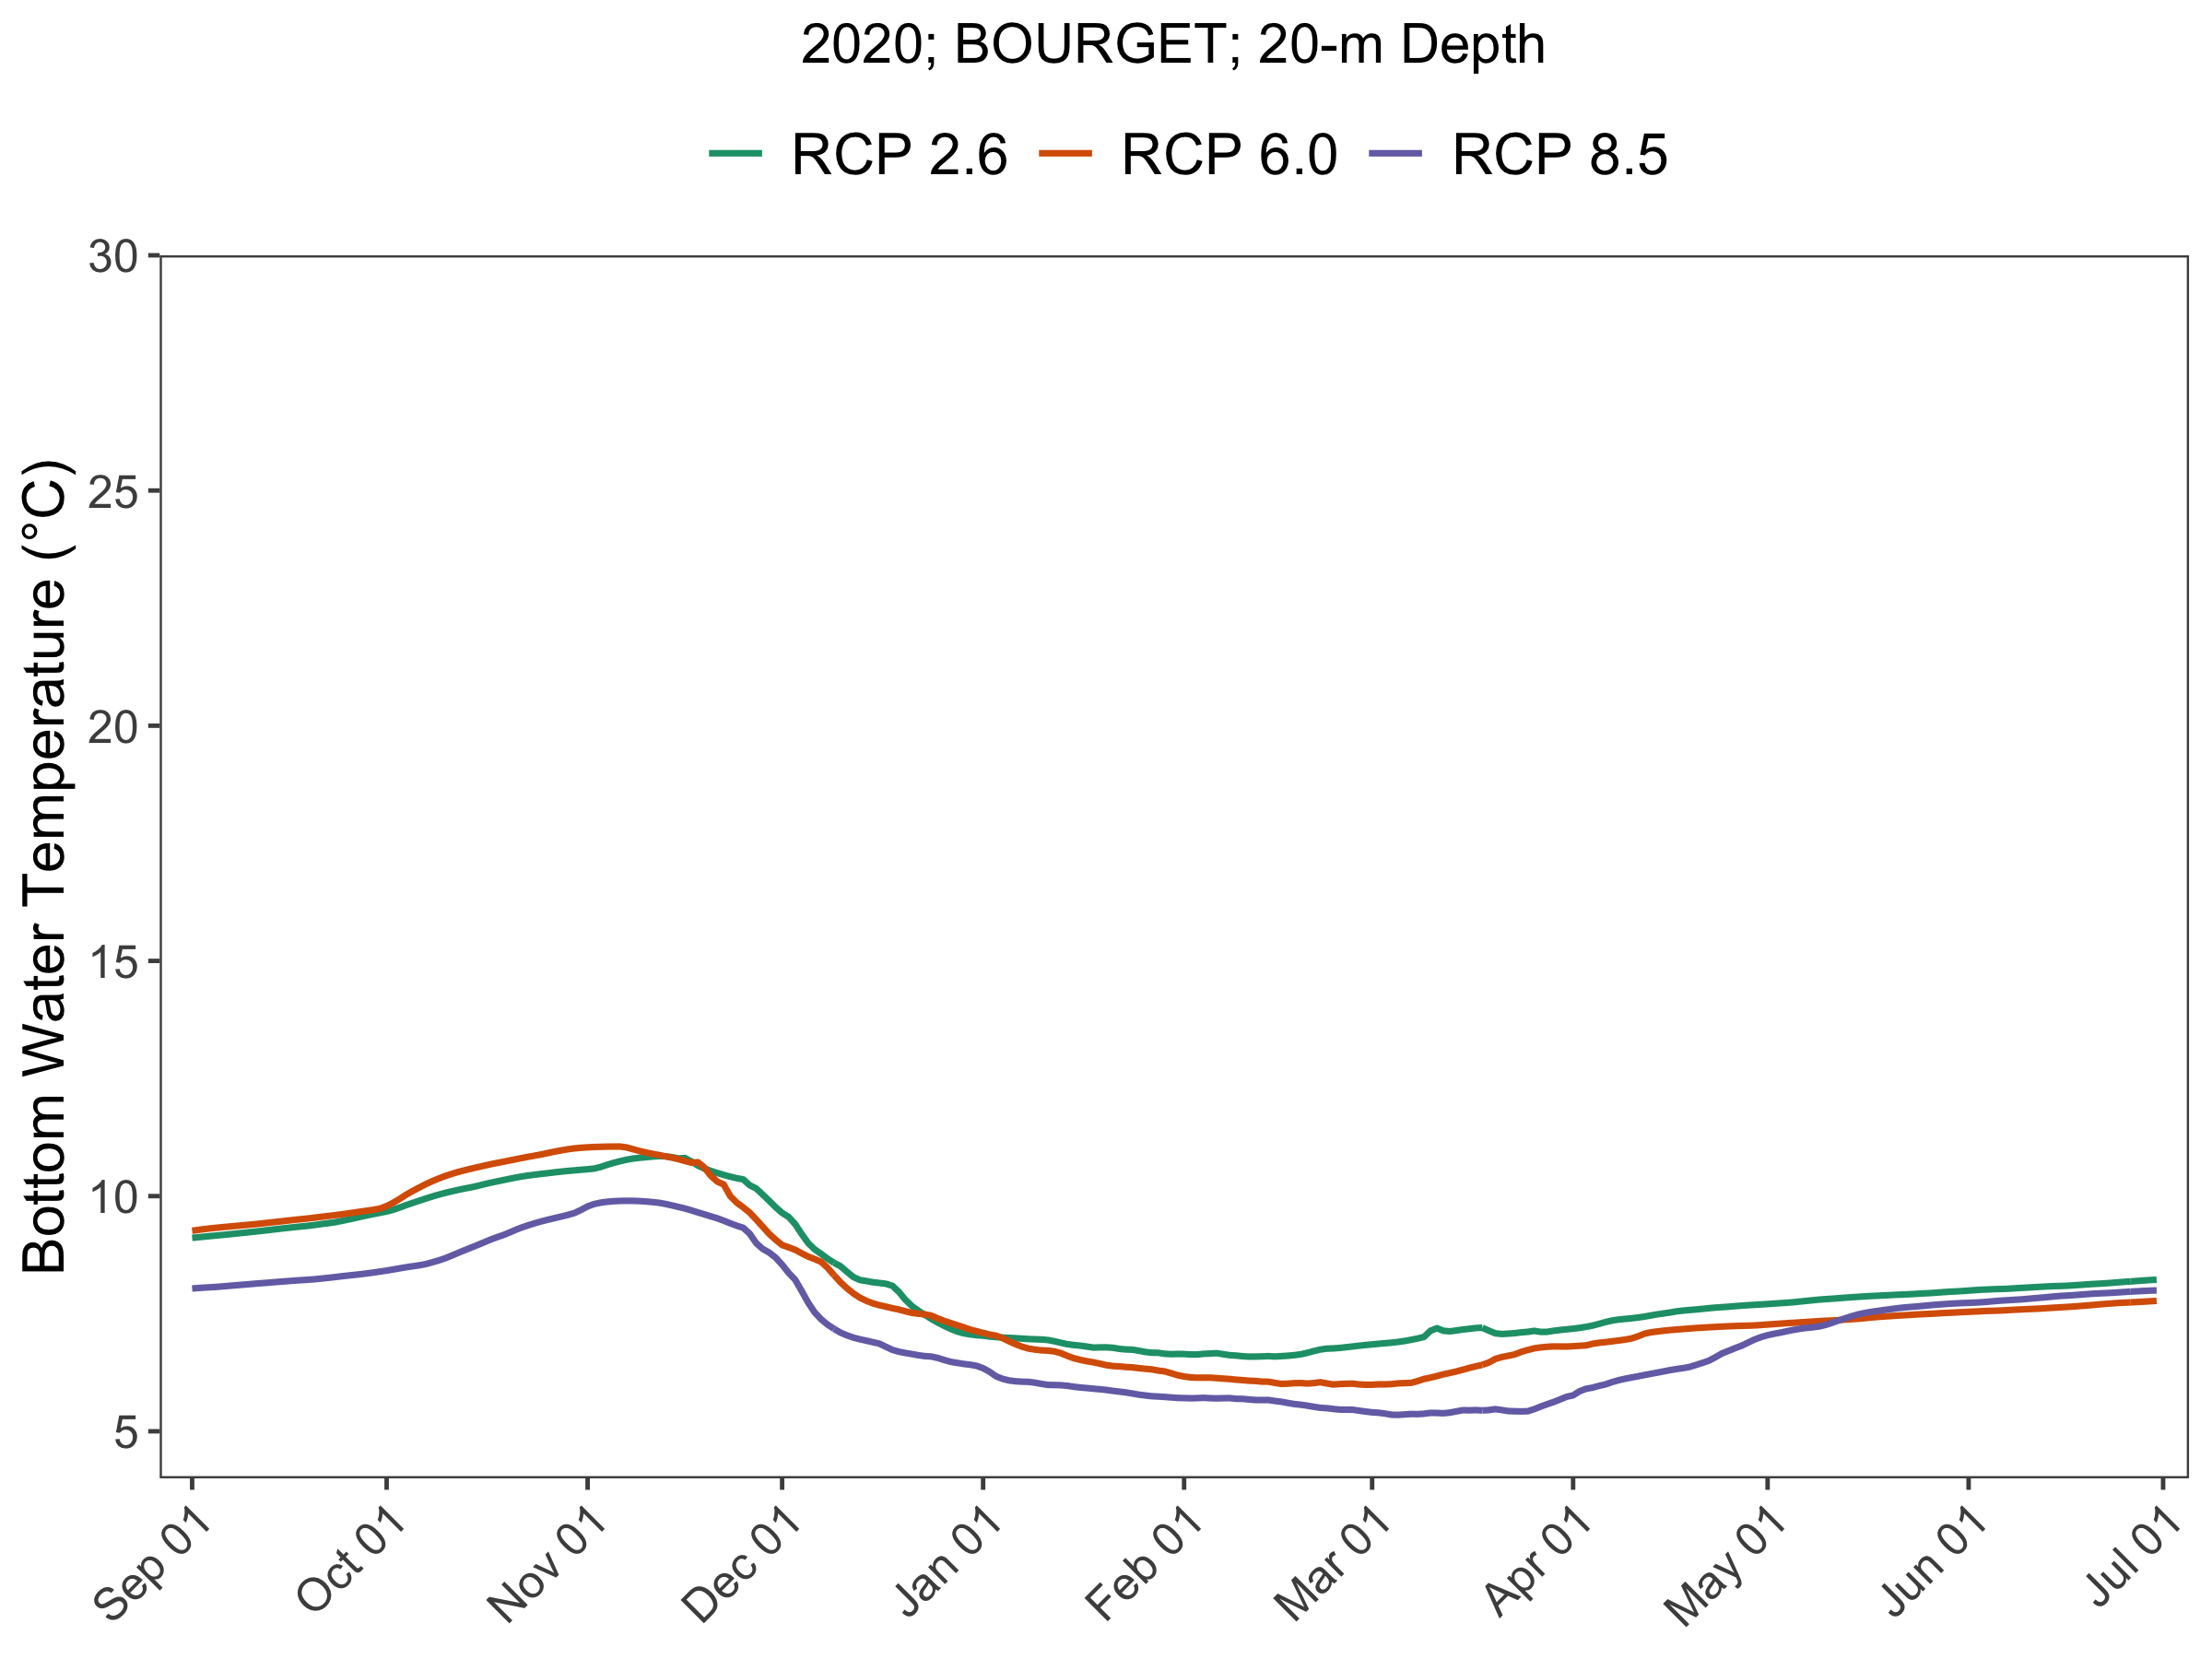 2020; BOURGET; 20-m Depth
RCP 2.6 RCP 6.0 RCP 8.5
Bottom Water Temperature (°C)
30
25
20
15
10
5
Sep 01 Oct 01 Nov 01 Dec 01 Jan 01 Feb 01 Mar 01 Apr 01 May 01 Jun 01 Jul 01